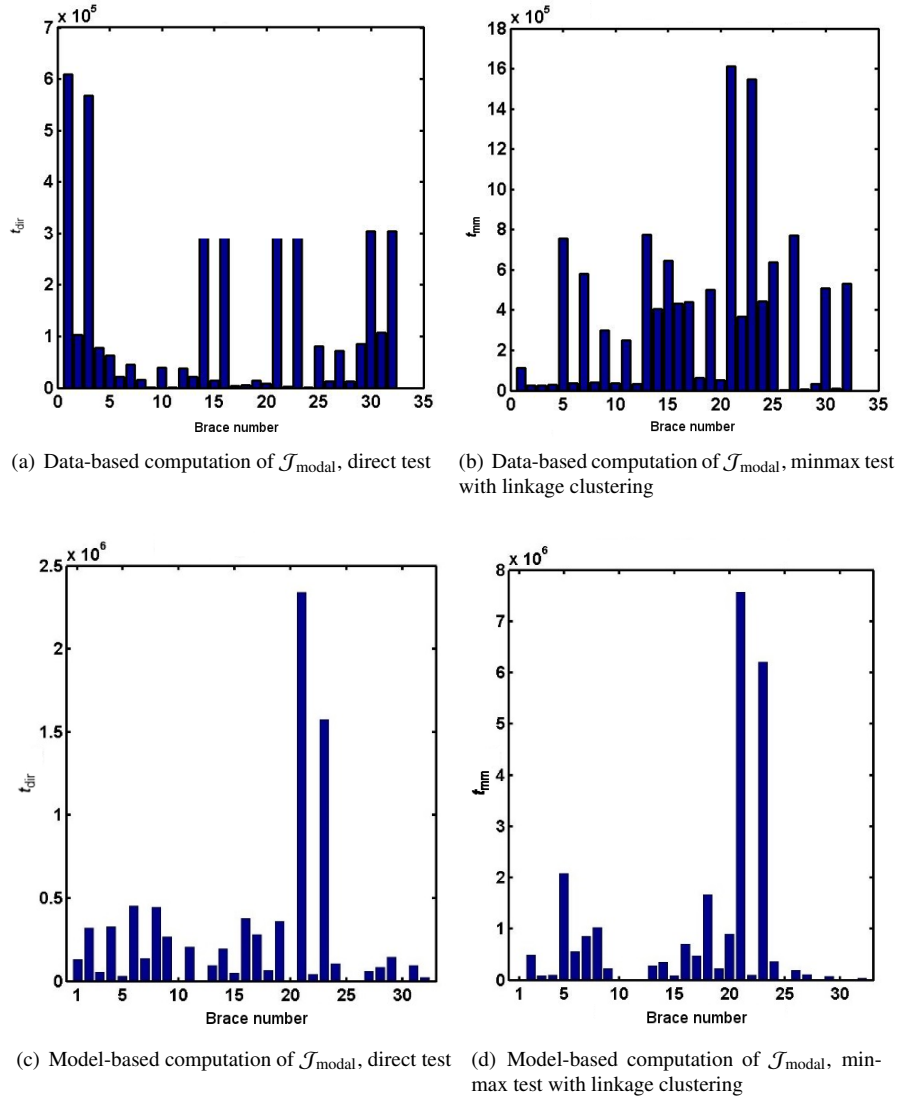 x 10^5
7
6
5
4
3
2
1
0
t_dir
0 5 10 15 20 25 30 35
Brace number
(a) Data-based computation of 𝒥_modal, direct test
x 10^5
18
16
14
12
10
8
6
4
2
0
t_mm
0 5 10 15 20 25 30 35
Brace number
(b) Data-based computation of 𝒥_modal, minmax test
with linkage clustering
x 10^6
2.5
2
1.5
1
0.5
0
t_dir
1 5 10 15 20 25 30
Brace number
(c) Model-based computation of 𝒥_modal, direct test
x 10^6
8
7
6
5
4
3
2
1
0
t_mm
1 5 10 15 20 25 30
Brace number
(d) Model-based computation of 𝒥_modal, min-
max test with linkage clustering